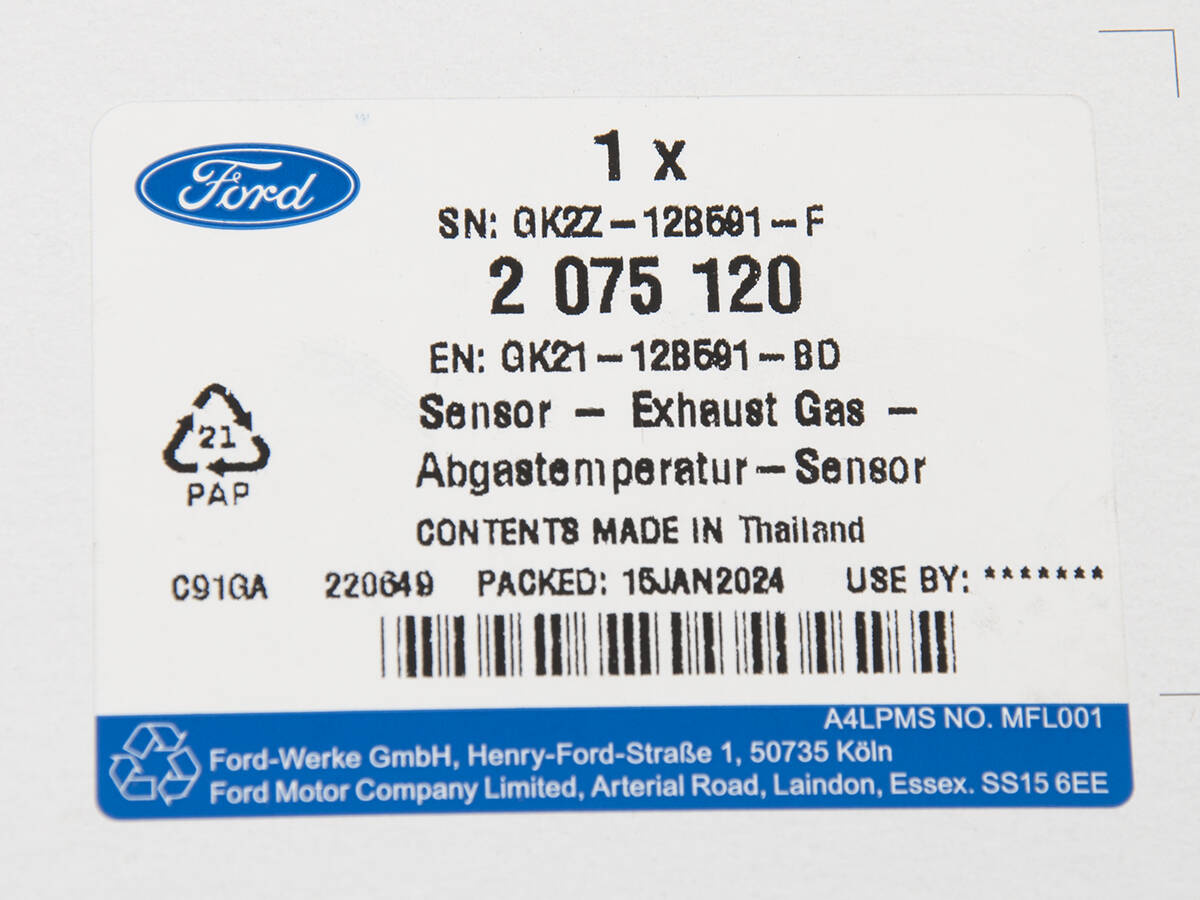 Ford
1 x
SN: GK2Z-12B591-F
2 075 120
EN: GK21-12B591-BD
Sensor - Exhaust Gas -
Abgastemperatur-Sensor
CONTENTS MADE IN Thailand
21
PAP
C91GA 220649 PACKED: 15JAN2024 USE BY: *******
A4LPMS NO. MFL001
Ford-Werke GmbH, Henry-Ford-Straße 1, 50735 Köln
Ford Motor Company Limited, Arterial Road, Laindon, Essex. SS15 6EE